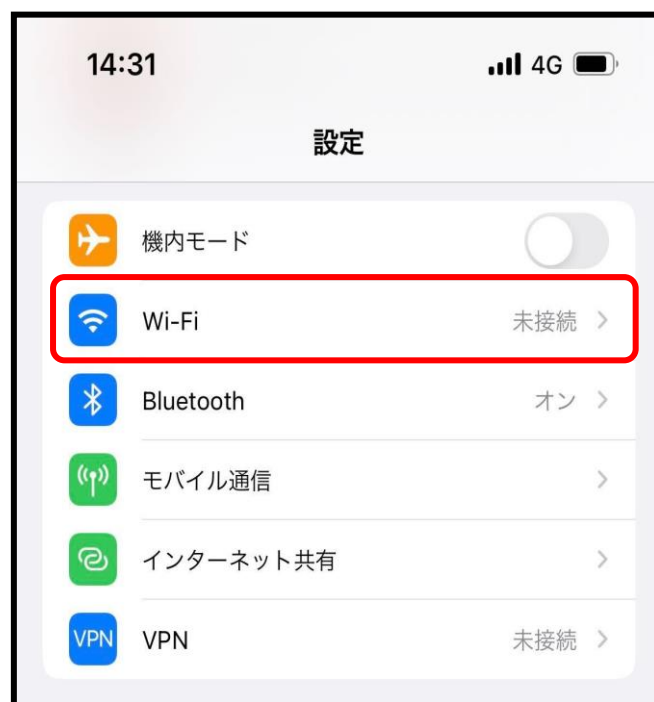 14:31 4G
設定
機内モード
Wi-Fi 未接続
Bluetooth オン
モバイル通信
インターネット共有
VPN VPN 未接続